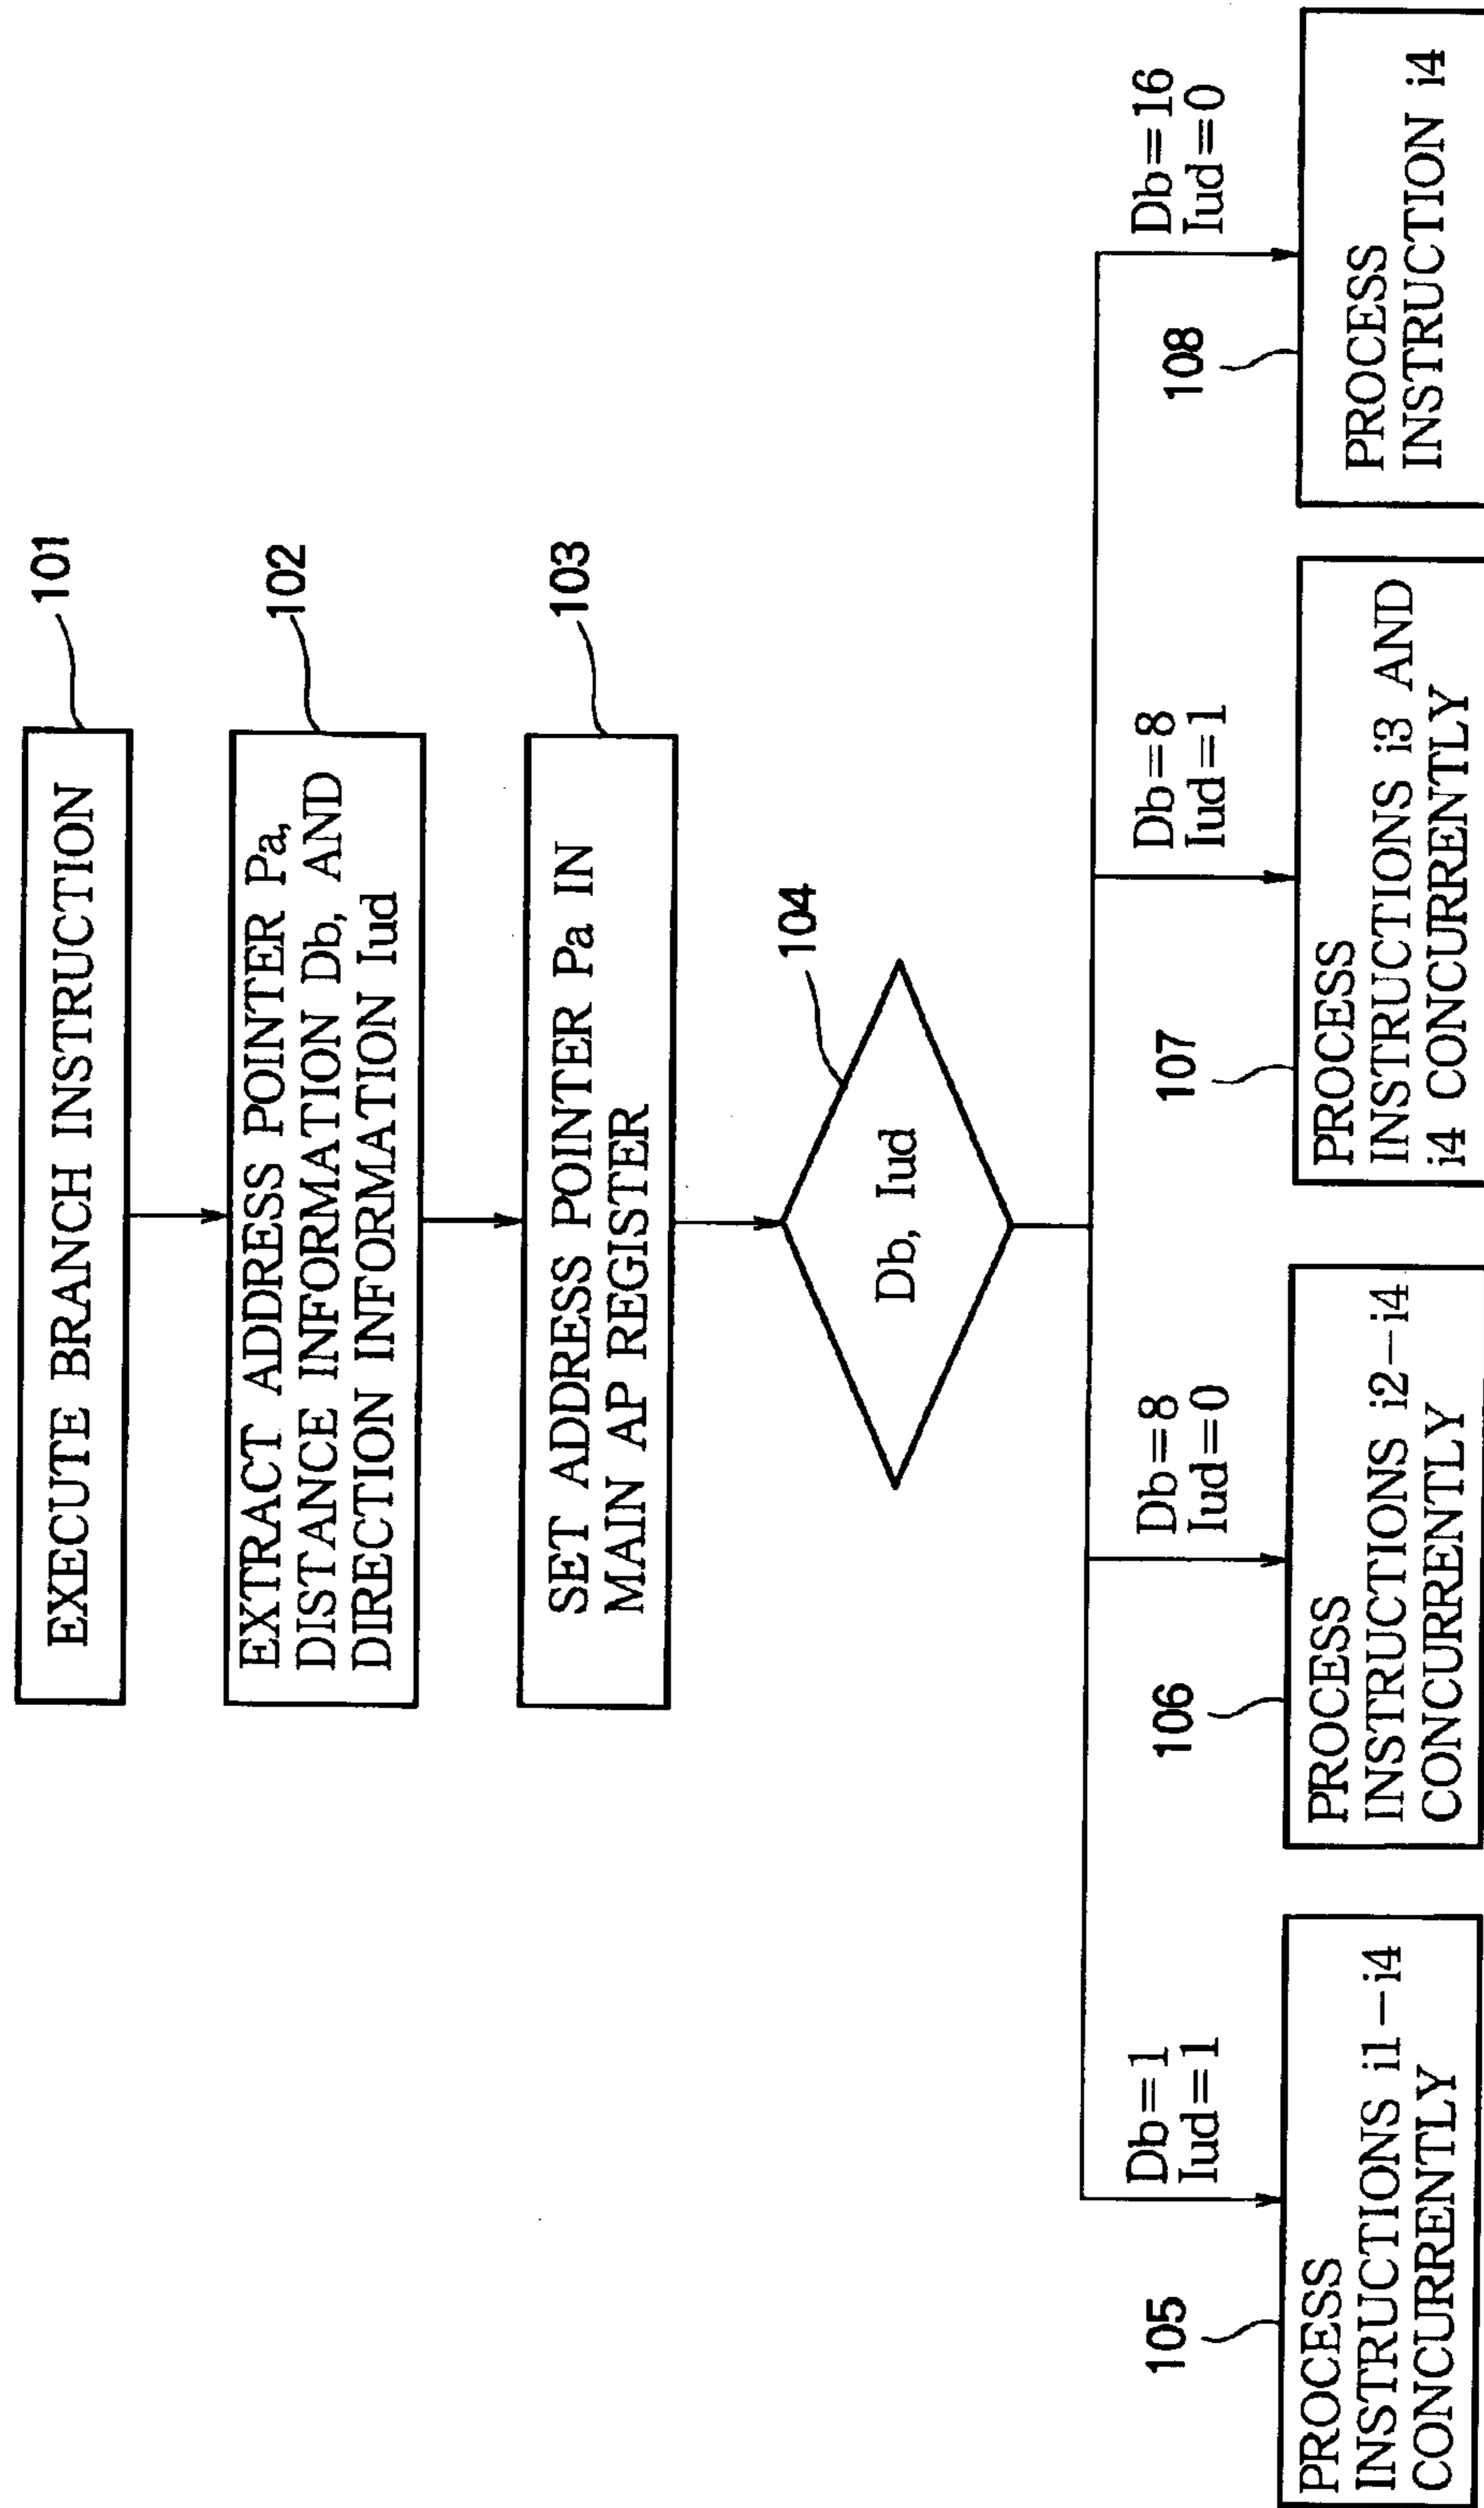 101
EXECUTE BRANCH INSTRUCTION
102
EXTRACT ADDRESS POINTER Pa,
DISTANCE INFORMATION Db, AND
DIRECTION INFORMATION Iud
103
SET ADDRESS POINTER Pa IN
MAIN AP REGISTER
104
Db, Iud
Db=1
Iud=1
105
PROCESS
INSTRUCTIONS i1-i4
CONCURRENTLY
Db=8
Iud=0
106
PROCESS
INSTRUCTIONS i2-i4
CONCURRENTLY
Db=8
Iud=1
107
PROCESS
INSTRUCTIONS i3 AND
i4 CONCURRENTLY
Db=16
Iud=0
108
PROCESS
INSTRUCTION i4